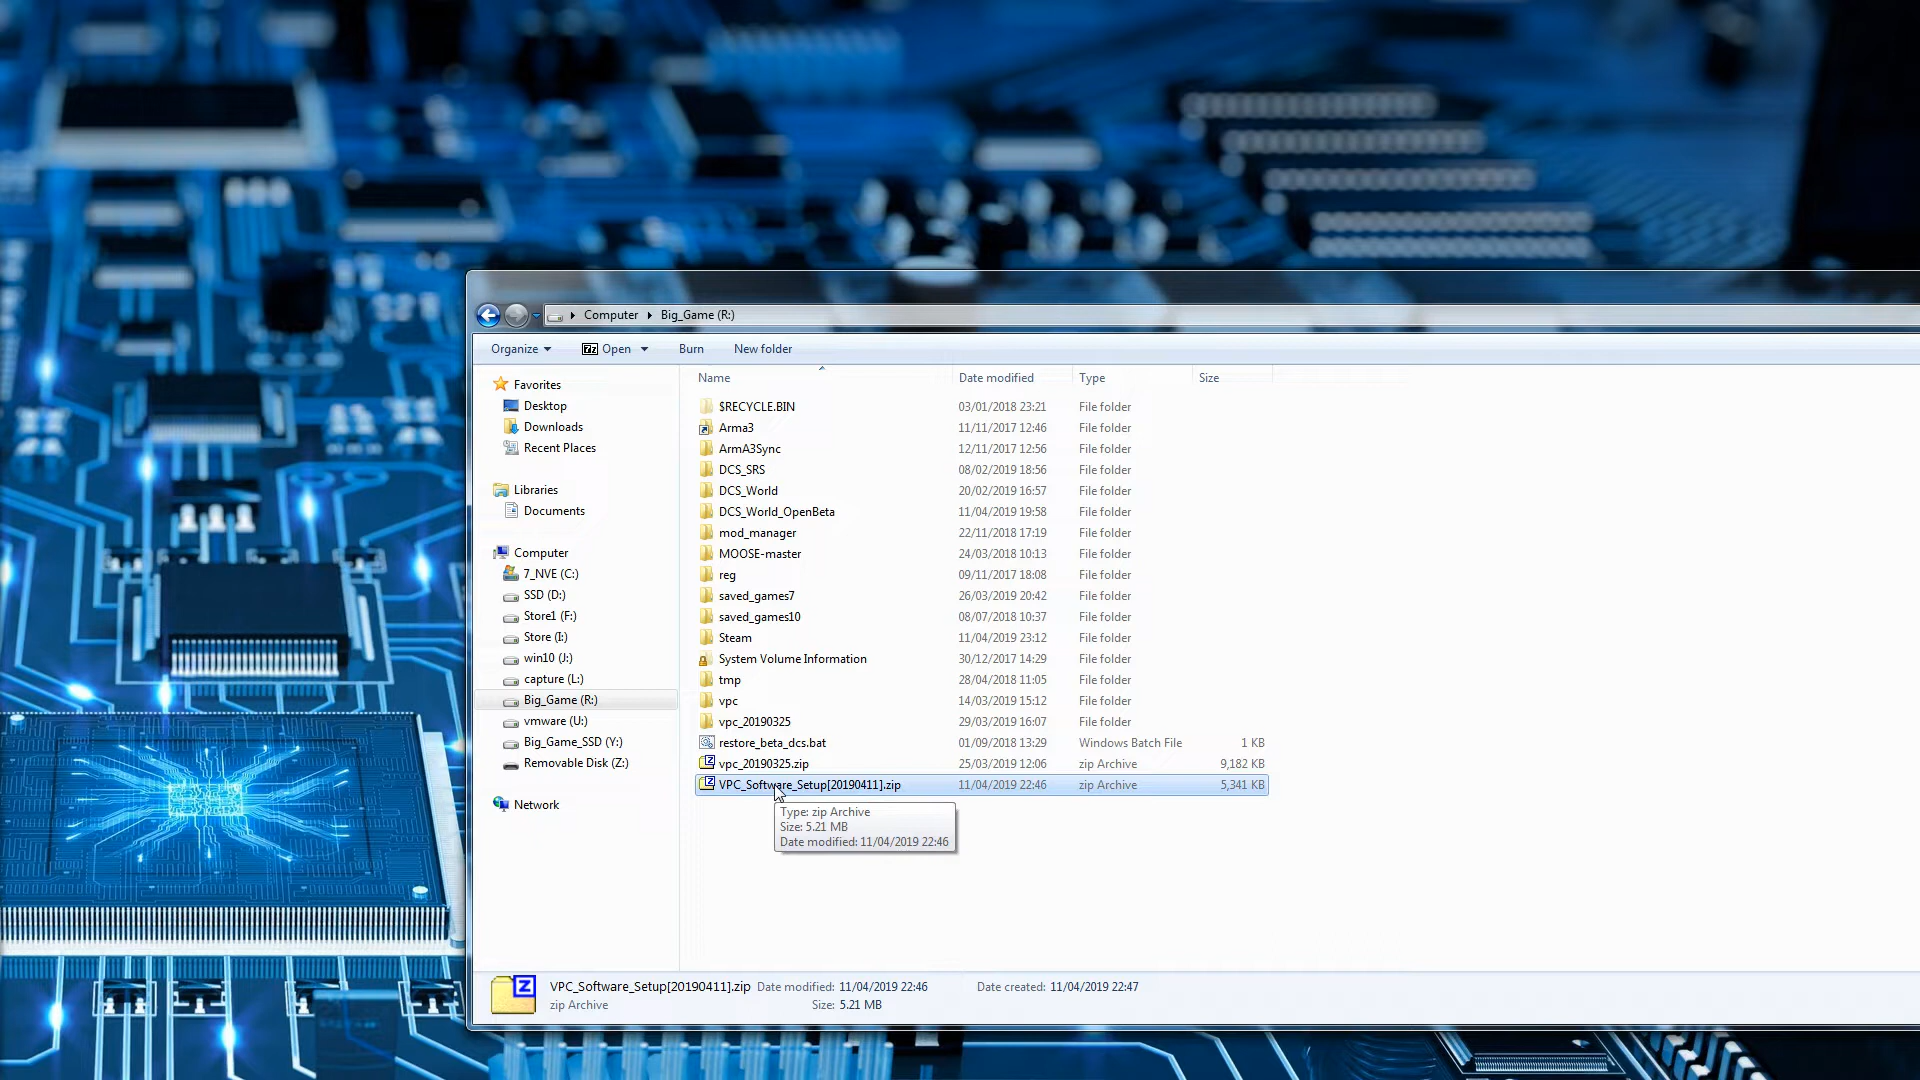 Computer Big_Game (R:)
Organize Open Burn New folder
Favorites
Desktop
Downloads
Recent Places
Libraries
Documents
Computer
7_NVE (C:)
SSD (D:)
Store1 (F:)
Store (I:)
win10 (J:)
capture (L:)
Big_Game (R:)
vmware (U:)
Big_Game_SSD (Y:)
Removable Disk (Z:)
Network
Name Date modified Type Size
$RECYCLE.BIN 03/01/2018 23:21 File folder
Arma3 11/11/2017 12:46 File folder
ArmA3Sync 12/11/2017 12:56 File folder
DCS_SRS 08/02/2019 18:56 File folder
DCS_World 20/02/2019 16:57 File folder
DCS_World_OpenBeta 11/04/2019 19:58 File folder
mod_manager 22/11/2018 17:19 File folder
MOOSE-master 24/03/2018 10:13 File folder
reg 09/11/2017 18:08 File folder
saved_games7 26/03/2019 20:42 File folder
saved_games10 08/07/2018 10:37 File folder
Steam 11/04/2019 23:12 File folder
System Volume Information 30/12/2017 14:29 File folder
tmp 28/04/2018 11:05 File folder
vpc 14/03/2019 15:12 File folder
vpc_20190325 29/03/2019 16:07 File folder
restore_beta_dcs.bat 01/09/2018 13:29 Windows Batch File 1 KB
vpc_20190325.zip 25/03/2019 12:06 zip Archive 9,182 KB
VPC_Software_Setup[20190411].zip 11/04/2019 22:46 zip Archive 5,341 KB
Type: zip Archive
Size: 5.21 MB
Date modified: 11/04/2019 22:46
VPC_Software_Setup[20190411].zip Date modified: 11/04/2019 22:46 Date created: 11/04/2019 22:47
zip Archive Size: 5.21 MB